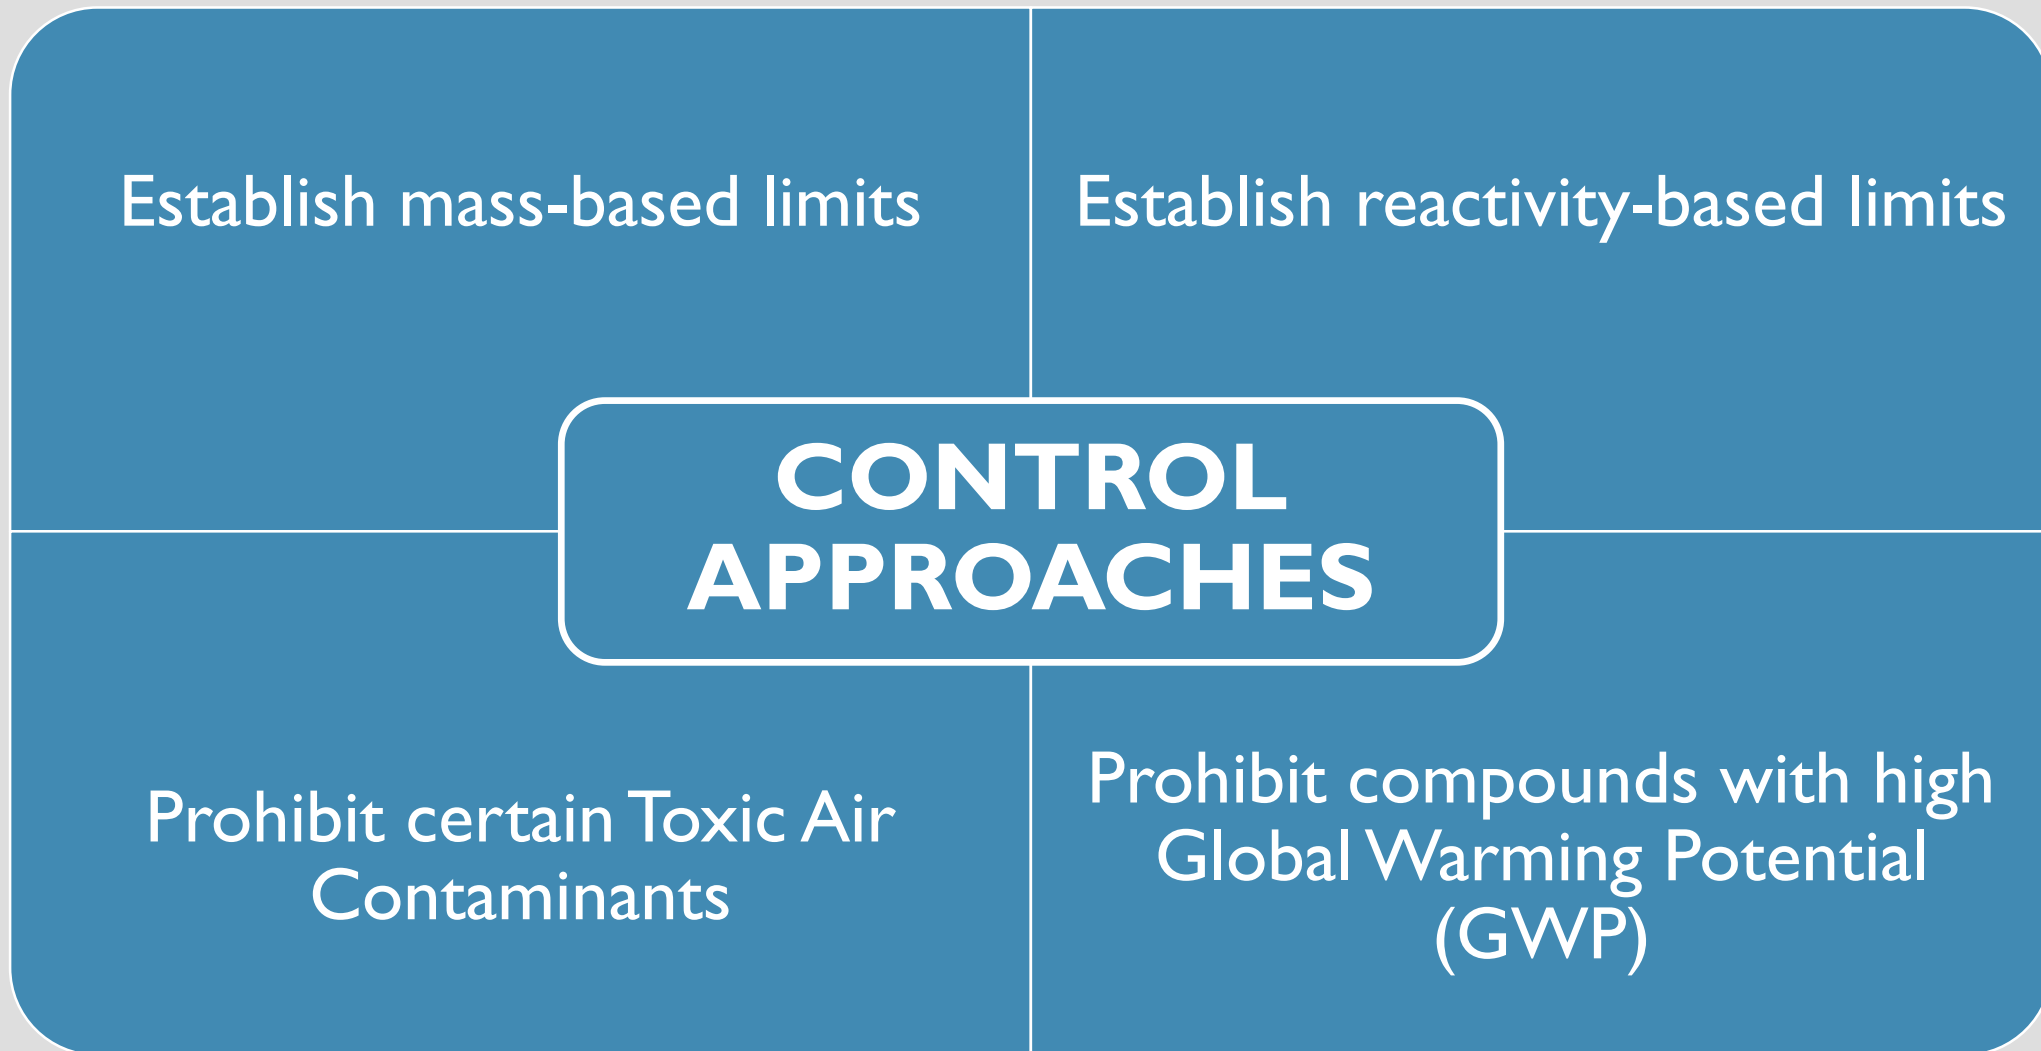 Establish mass-based limits
Establish reactivity-based limits
CONTROL
APPROACHES
Prohibit certain Toxic Air
Contaminants
Prohibit compounds with high
Global Warming Potential
(GWP)